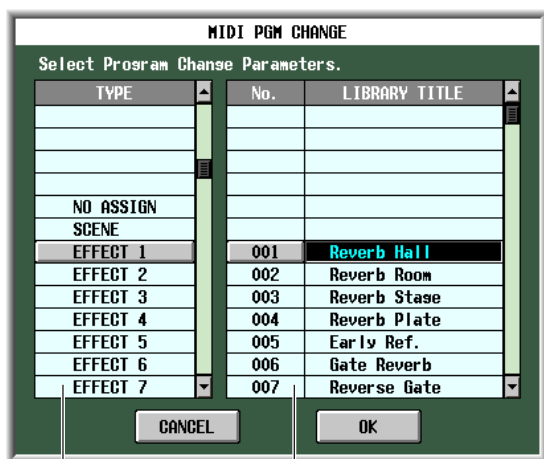 MIDI PGM CHANGE
Select Program Change Parameters.
TYPE No. LIBRARY TITLE
NO ASSIGN
SCENE
EFFECT 1 001 Reverb Hall
EFFECT 2 002 Reverb Room
EFFECT 3 003 Reverb Stage
EFFECT 4 004 Reverb Plate
EFFECT 5 005 Early Ref.
EFFECT 6 006 Gate Reverb
EFFECT 7 007 Reverse Gate
CANCEL OK